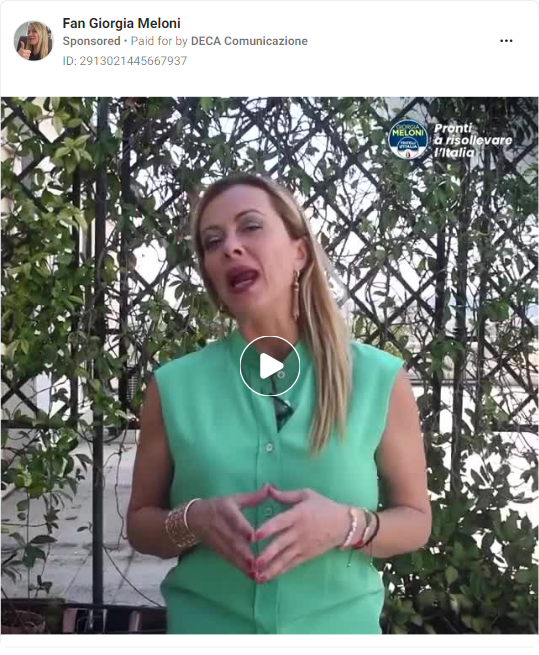 Fan Giorgia Meloni
Sponsored • Paid for by DECA Comunicazione
ID: 2913021445667937
GIORGIA
MELONI
FRATELLI
D'ITALIA
Pronti
a risollevare
l'Italia